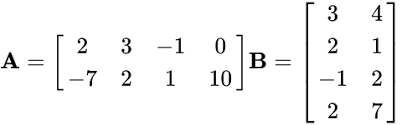 A = [ 2 3 −1 0 ; −7 2 1 10 ] B = [ 3 4 ; 2 1 ; −1 2 ; 2 7 ]